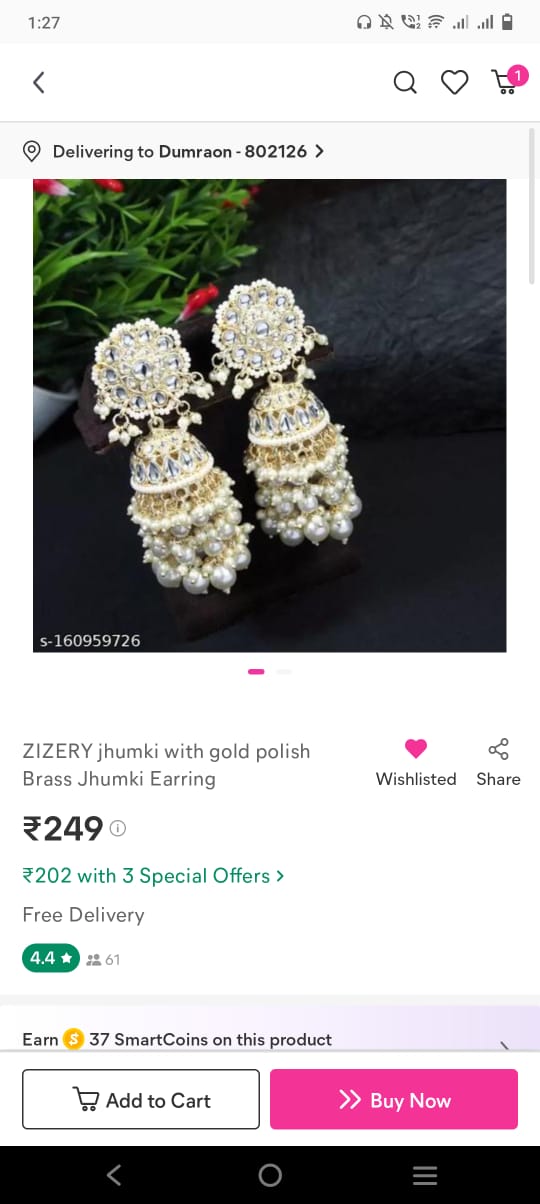 1:27
1
Delivering to Dumraon - 802126
s-160959726
ZIZERY jhumki with gold polish
Brass Jhumki Earring
Wishlisted
Share
₹249
₹202 with 3 Special Offers
Free Delivery
4.4 ★
61
Earn S 37 SmartCoins on this product
Add to Cart
Buy Now